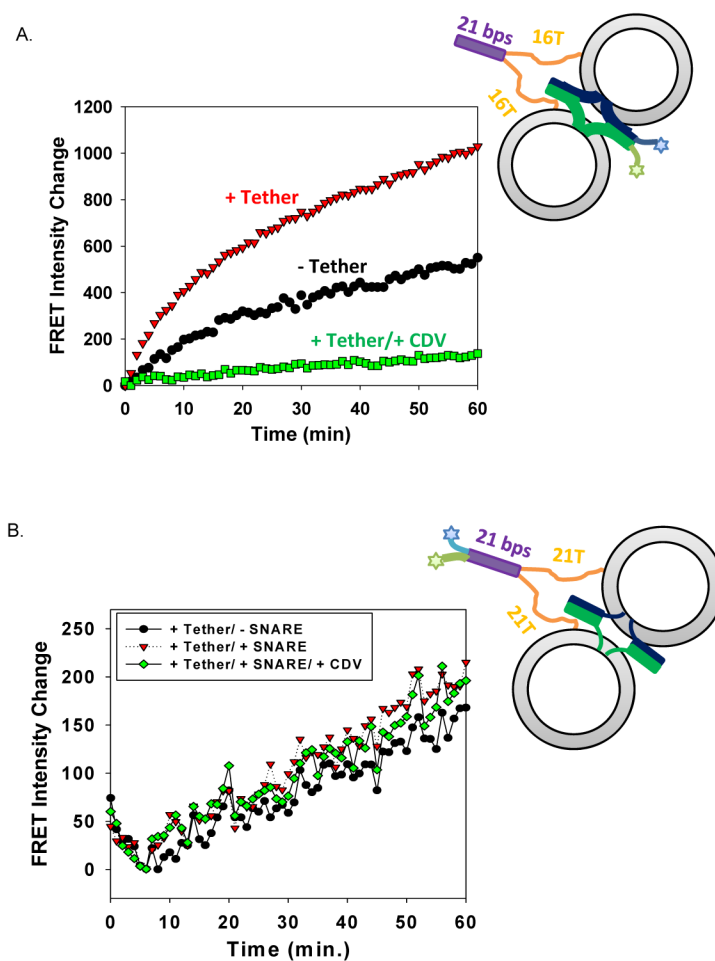 A.
21 bps
16T
16T
1200
1000
800
600
400
200
0
FRET Intensity Change
+ Tether
- Tether
+ Tether/+ CDV
0 10 20 30 40 50 60
Time (min)
B.
21 bps
21T
21T
250
200
150
100
50
0
FRET Intensity Change
+ Tether/ - SNARE
+ Tether/ + SNARE
+ Tether/ + SNARE/ + CDV
0 10 20 30 40 50 60
Time (min.)